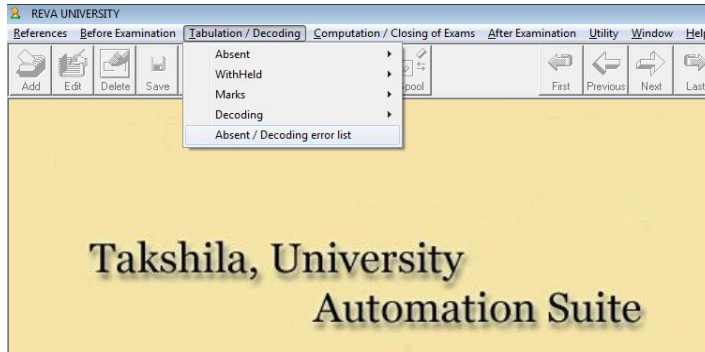 REVA UNIVERSITY
References Before Examination Tabulation / Decoding Computation / Closing of Exams After Examination Utility Window
Add Edit Delete Save First Previous Next Last
Absent
WithHeld
Marks
Decoding
Absent / Decoding error list
Takshila, University
Automation Suite